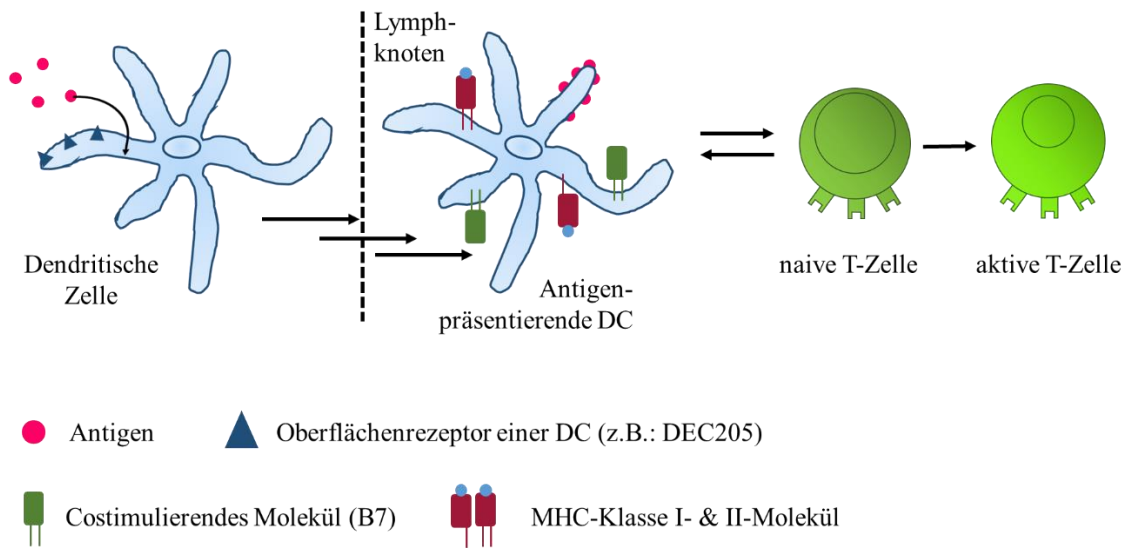 Lymph-
knoten
Dendritische
Zelle
Antigen-
präsentierende DC
naive T-Zelle
aktive T-Zelle
Antigen
Oberflächenrezeptor einer DC (z.B.: DEC205)
Costimulierendes Molekül (B7)
MHC-Klasse I- & II-Molekül